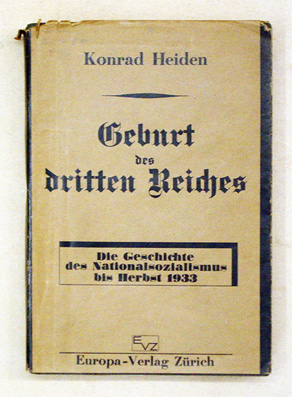 Konrad Heiden
Geburt
des
dritten Reiches
Die Geschichte
des Nationalsozialismus
bis Herbst 1933
EVZ
Europa-Verlag Zürich